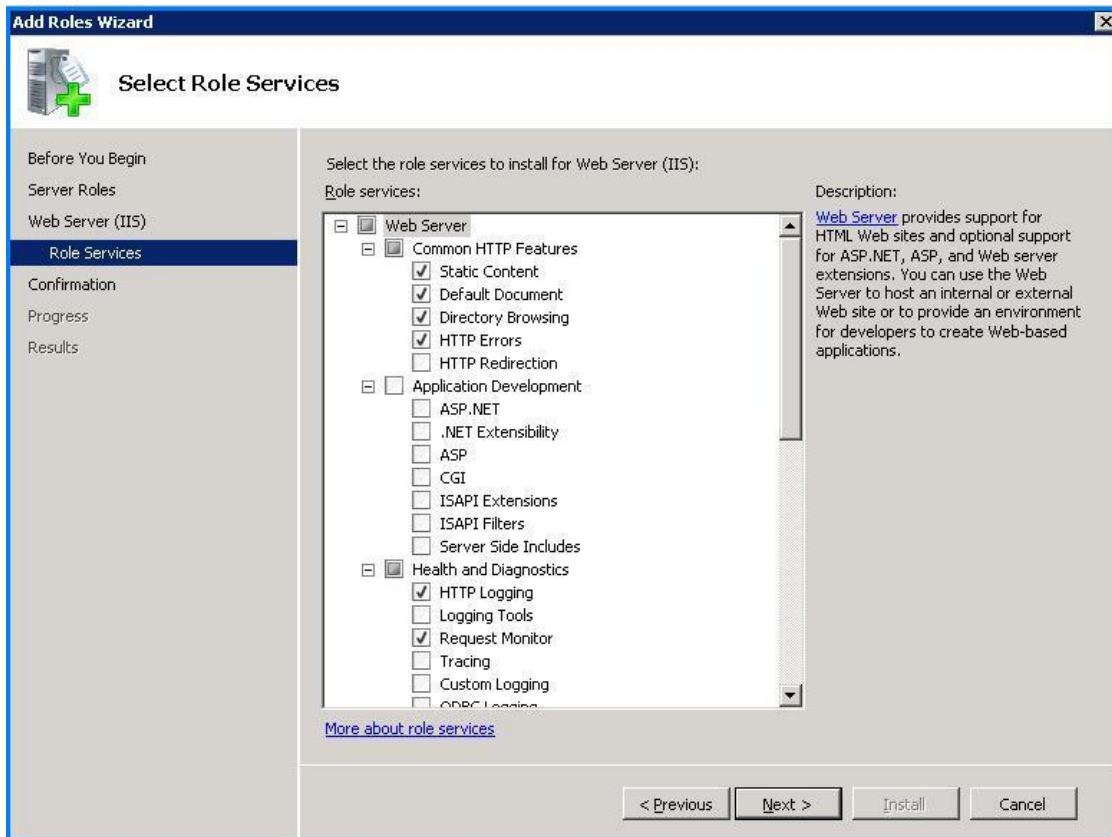 Add Roles Wizard
Select Role Services
Before You Begin
Server Roles
Web Server (IIS)
Role Services
Confirmation
Progress
Results
Select the role services to install for Web Server (IIS):
Role services:
Web Server
Common HTTP Features
Static Content
Default Document
Directory Browsing
HTTP Errors
HTTP Redirection
Application Development
ASP.NET
.NET Extensibility
ASP
CGI
ISAPI Extensions
ISAPI Filters
Server Side Includes
Health and Diagnostics
HTTP Logging
Logging Tools
Request Monitor
Tracing
Custom Logging
ODBC Logging
More about role services
Description:
Web Server provides support for
HTML Web sites and optional support
for ASP.NET, ASP, and Web server
extensions. You can use the Web
Server to host an internal or external
Web site or to provide an environment
for developers to create Web-based
applications.
< Previous
Next >
Install
Cancel